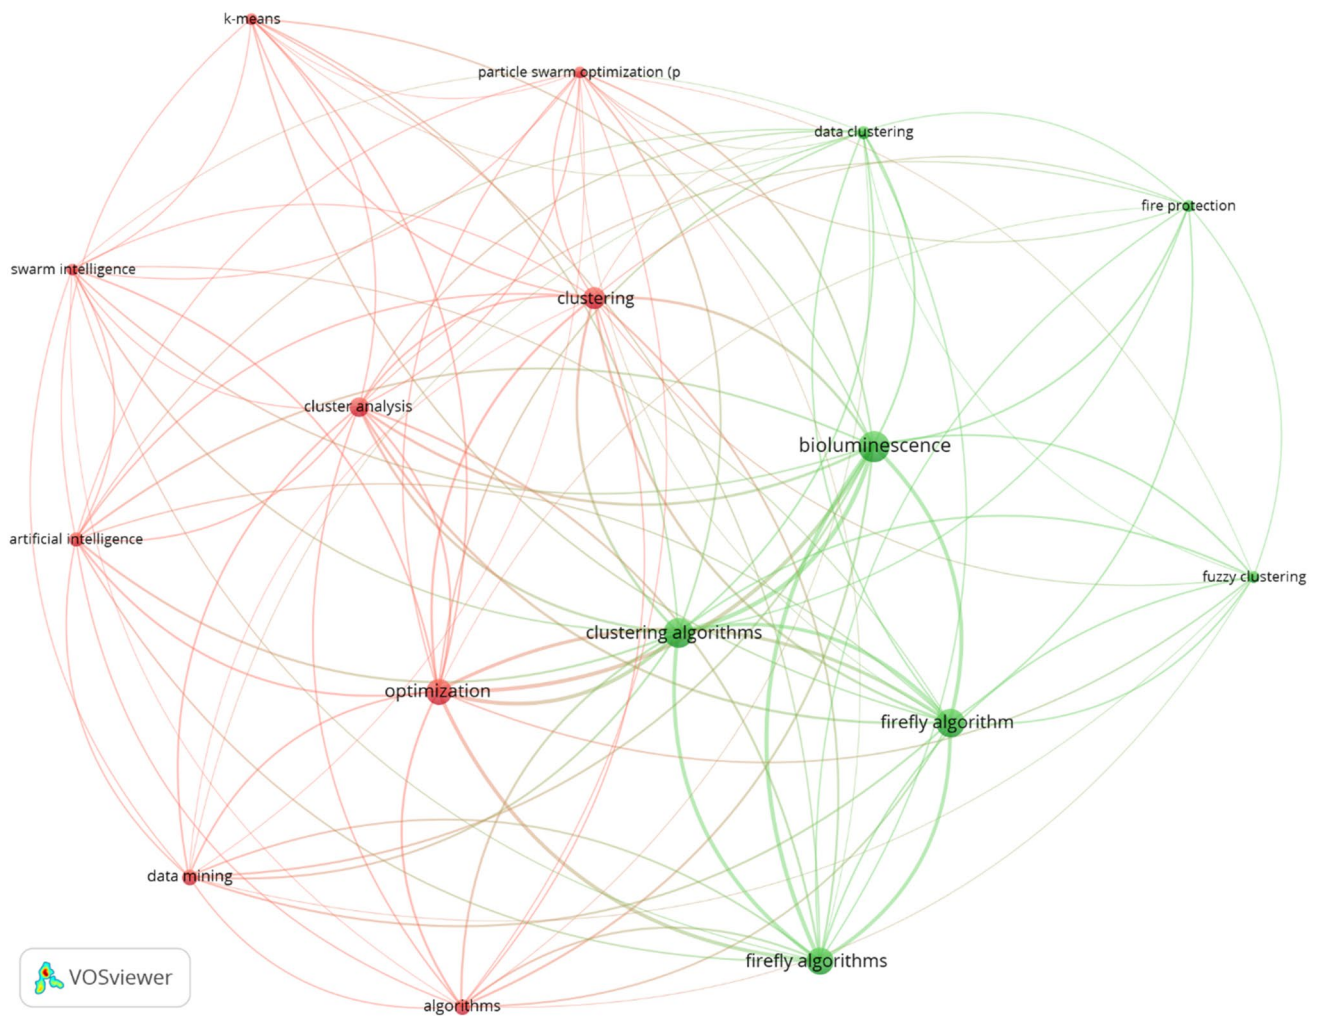 k-means
particle swarm optimization (p
data clustering
fire protection
swarm intelligence
clustering
cluster analysis
bioluminescence
artificial intelligence
fuzzy clustering
clustering algorithms
optimization
firefly algorithm
data mining
firefly algorithms
VOSviewer
algorithms